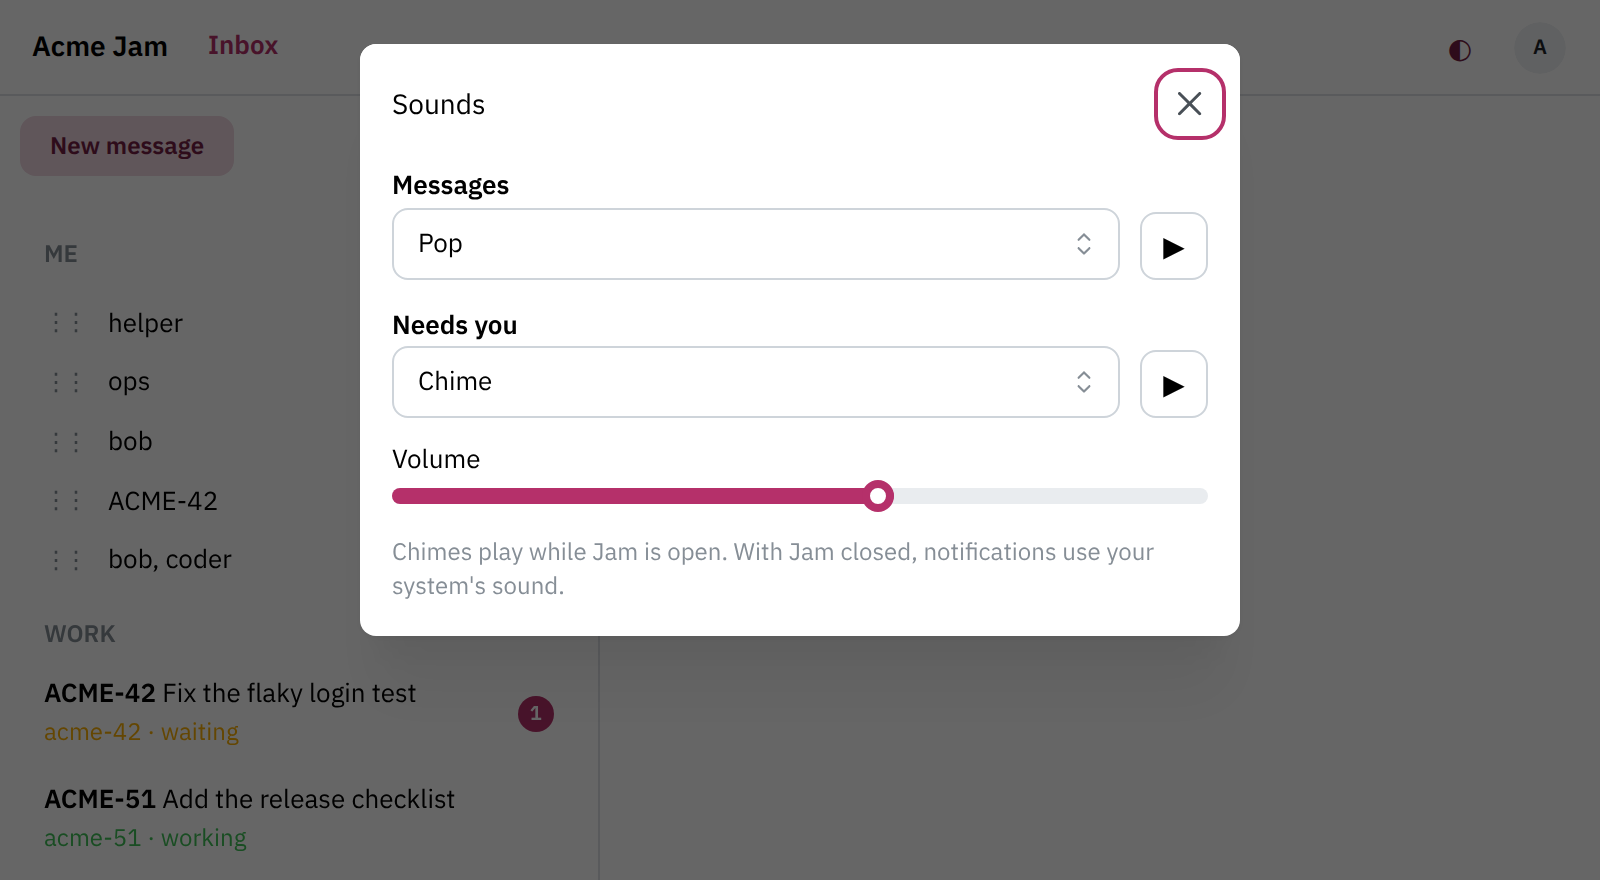 Acme Jam
Inbox
A
New message
ME
helper
ops
bob
ACME-42
bob, coder
WORK
ACME-42 Fix the flaky login test
acme-42 · waiting
1
ACME-51 Add the release checklist
acme-51 · working
Sounds
Messages
Pop
Needs you
Chime
Volume
Chimes play while Jam is open. With Jam closed, notifications use your
system's sound.